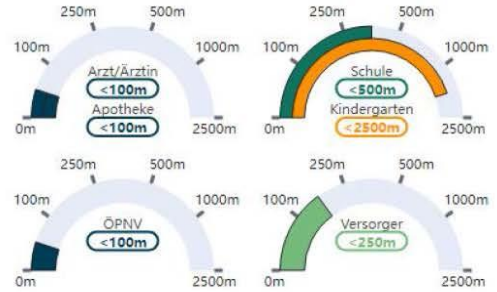 250m 500m
100m 1000m
Arzt/Ärztin
<100m
Apotheke
<100m
0m 2500m
250m 500m
100m 1000m
Schule
<500m
Kindergarten
<2500m
0m 2500m
250m 500m
100m 1000m
ÖPNV
<100m
0m 2500m
250m 500m
100m 1000m
Versorger
<250m
0m 2500m